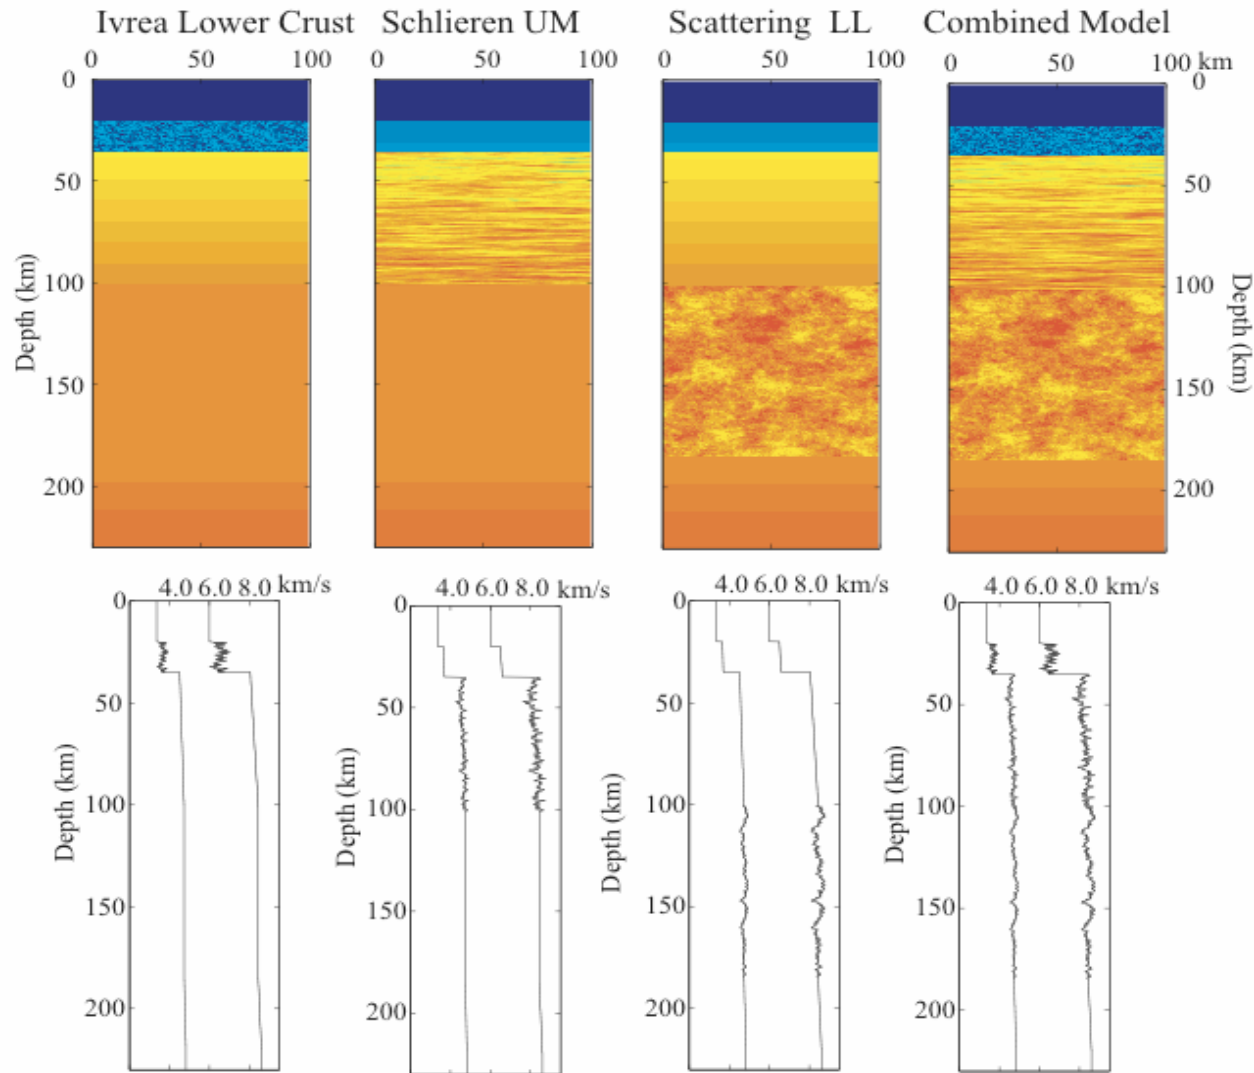 Ivrea Lower Crust Schlieren UM Scattering LL Combined Model
0 50 100 0 50 100 0 50 100 0 50 100 km
0 0
50 50
100 100
150 150
200 200
Depth (km) Depth (km)
4.0 6.0 8.0 km/s 4.0 6.0 8.0 4.0 6.0 8.0 km/s 4.0 6.0 8.0 km/s
0 0 0 0
50 50 50 50
100 100 100 100
150 150 150 150
200 200 200 200
Depth (km) Depth (km) Depth (km) Depth (km)